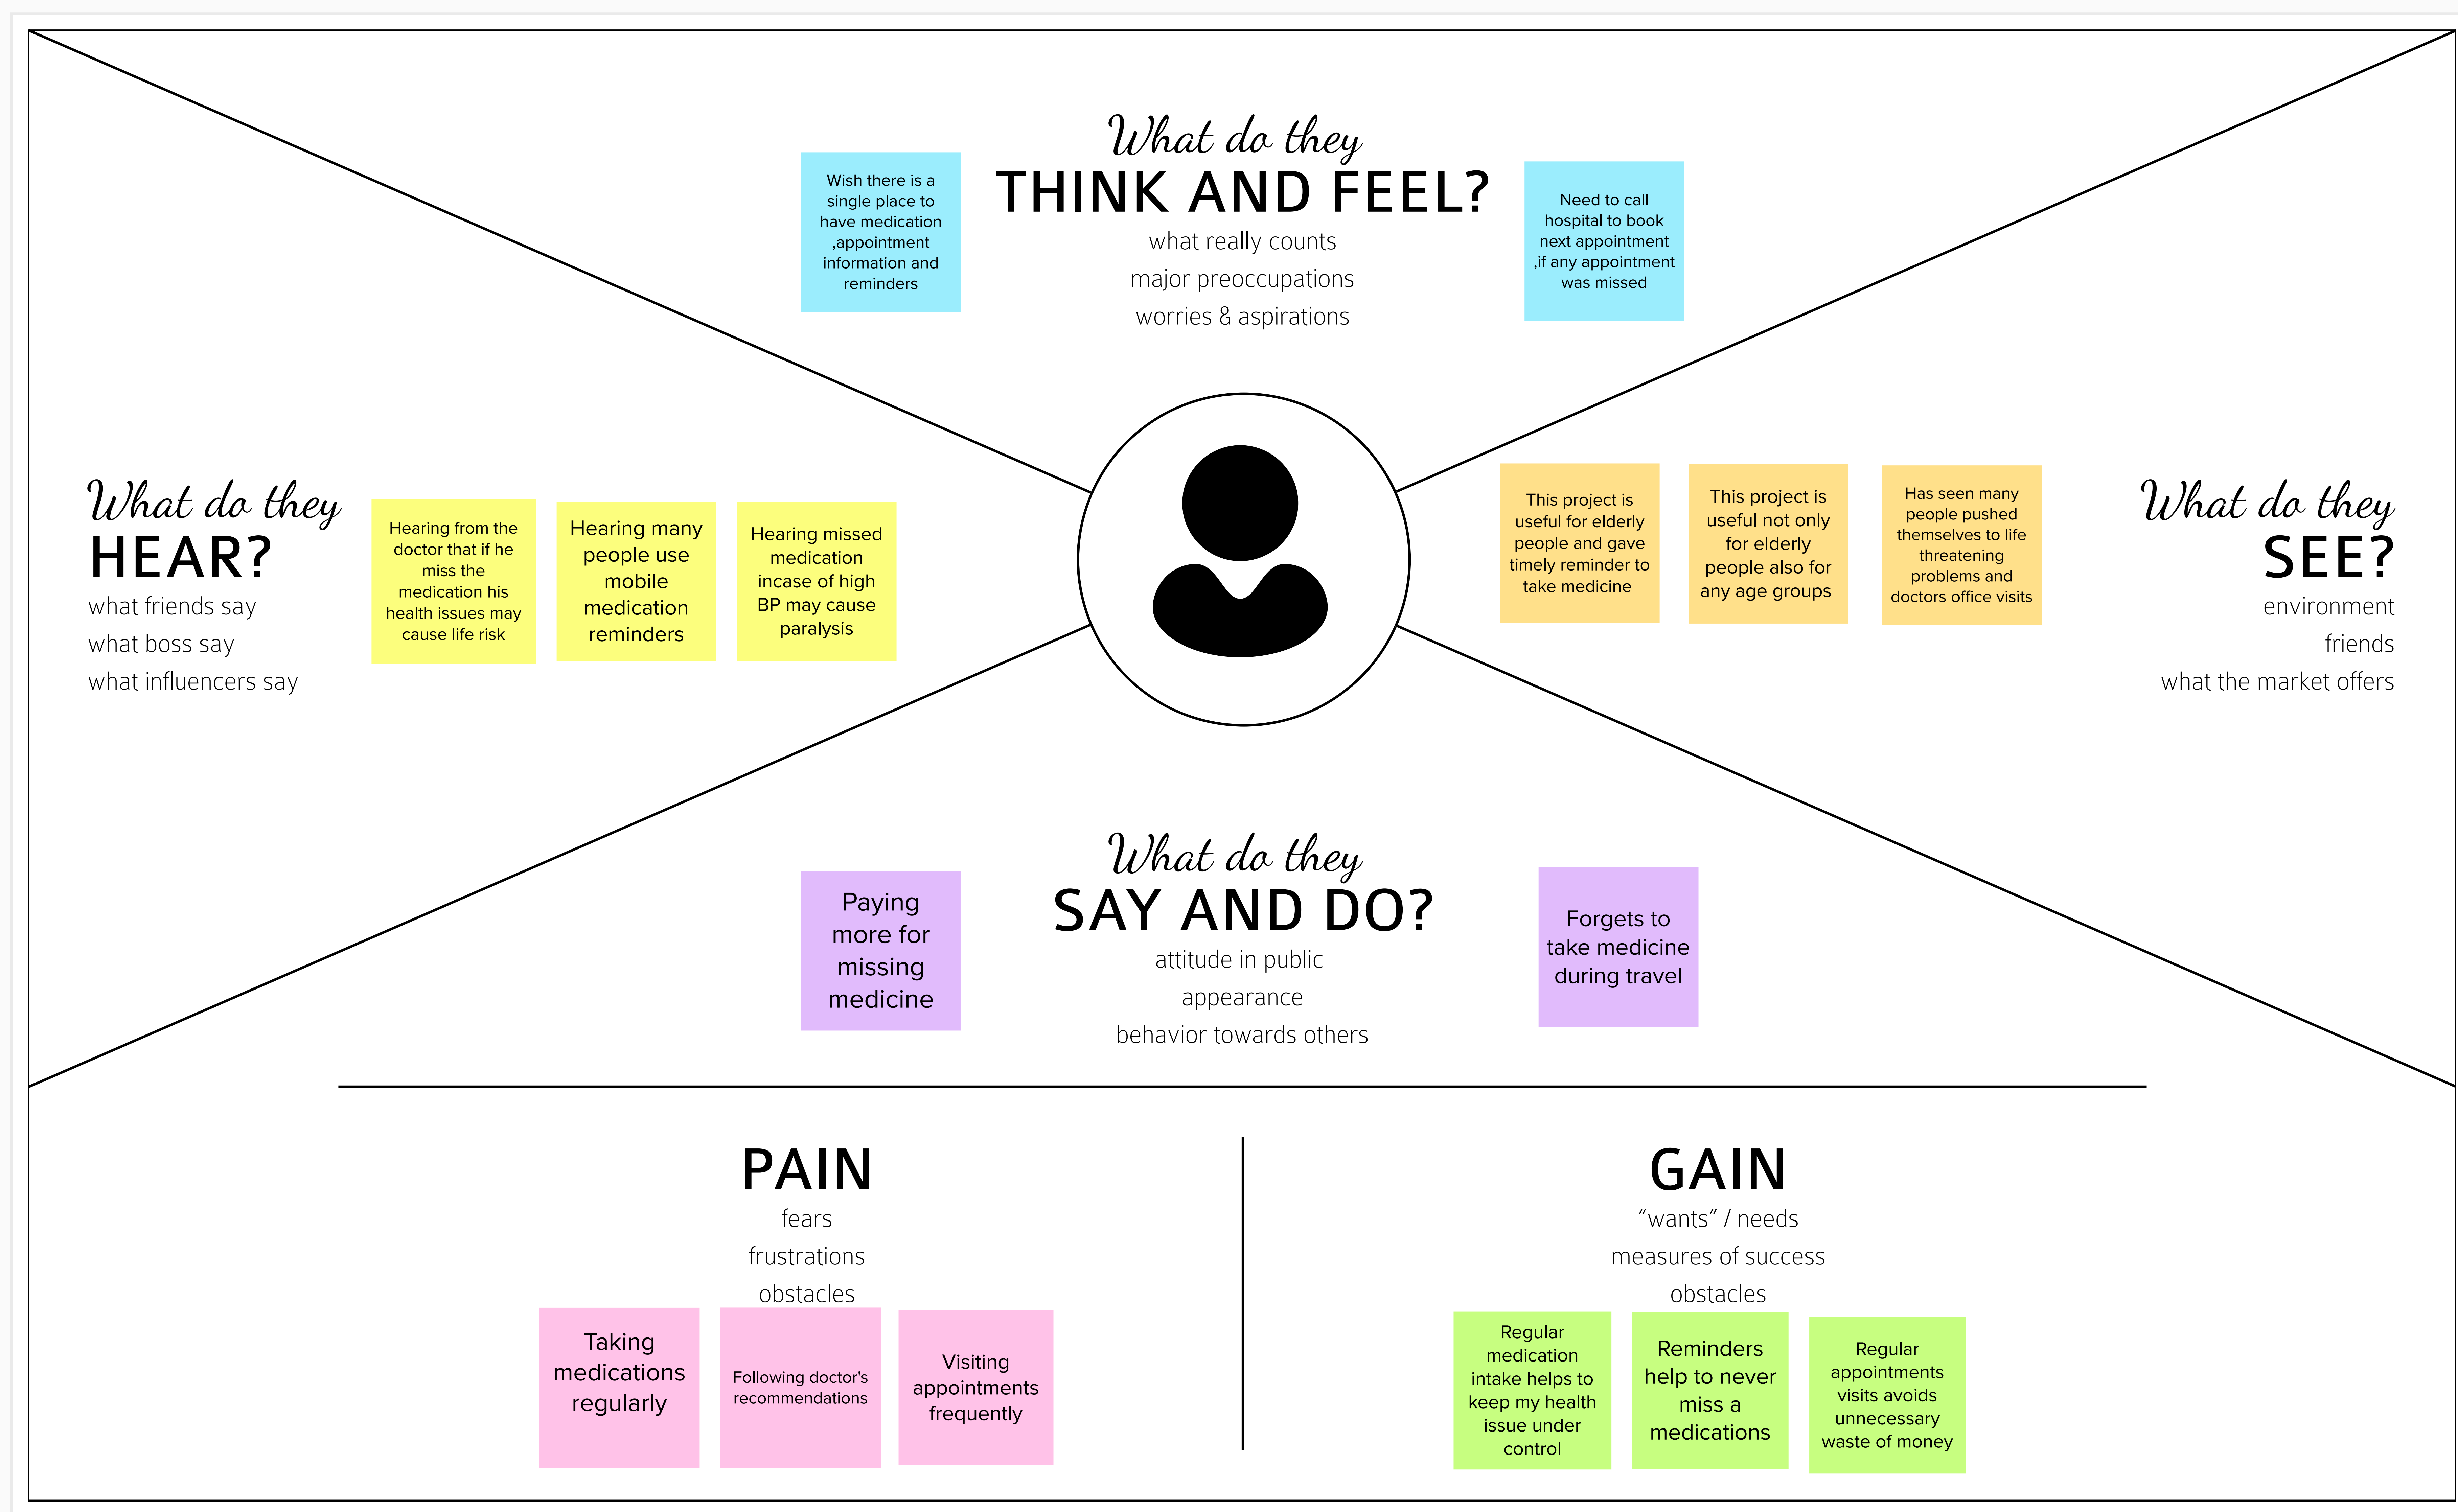 What do they
THINK AND FEEL?
what really counts
major preoccupations
worries & aspirations
Wish there is a
single place to
have medication
,appointment
information and
reminders
Need to call
hospital to book
next appointment
,if any appointment
was missed
What do they
HEAR?
what friends say
what boss say
what influencers say
Hearing from the
doctor that if he
miss the
medication his
health issues may
cause life risk
Hearing many
people use
mobile
medication
reminders
Hearing missed
medication
incase of high
BP may cause
paralysis
This project is
useful for elderly
people and gave
timely reminder to
take medicine
This project is
useful not only
for elderly
people also for
any age groups
Has seen many
people pushed
themselves to life
threatening
problems and
doctors office visits
What do they
SEE?
environment
friends
what the market offers
What do they
SAY AND DO?
attitude in public
appearance
behavior towards others
Paying
more for
missing
medicine
Forgets to
take medicine
during travel
PAIN
fears
frustrations
obstacles
Taking
medications
regularly
Following doctor's
recommendations
Visiting
appointments
frequently
GAIN
“wants” / needs
measures of success
obstacles
Regular
medication
intake helps to
keep my health
issue under
control
Reminders
help to never
miss a
medications
Regular
appointments
visits avoids
unnecessary
waste of money